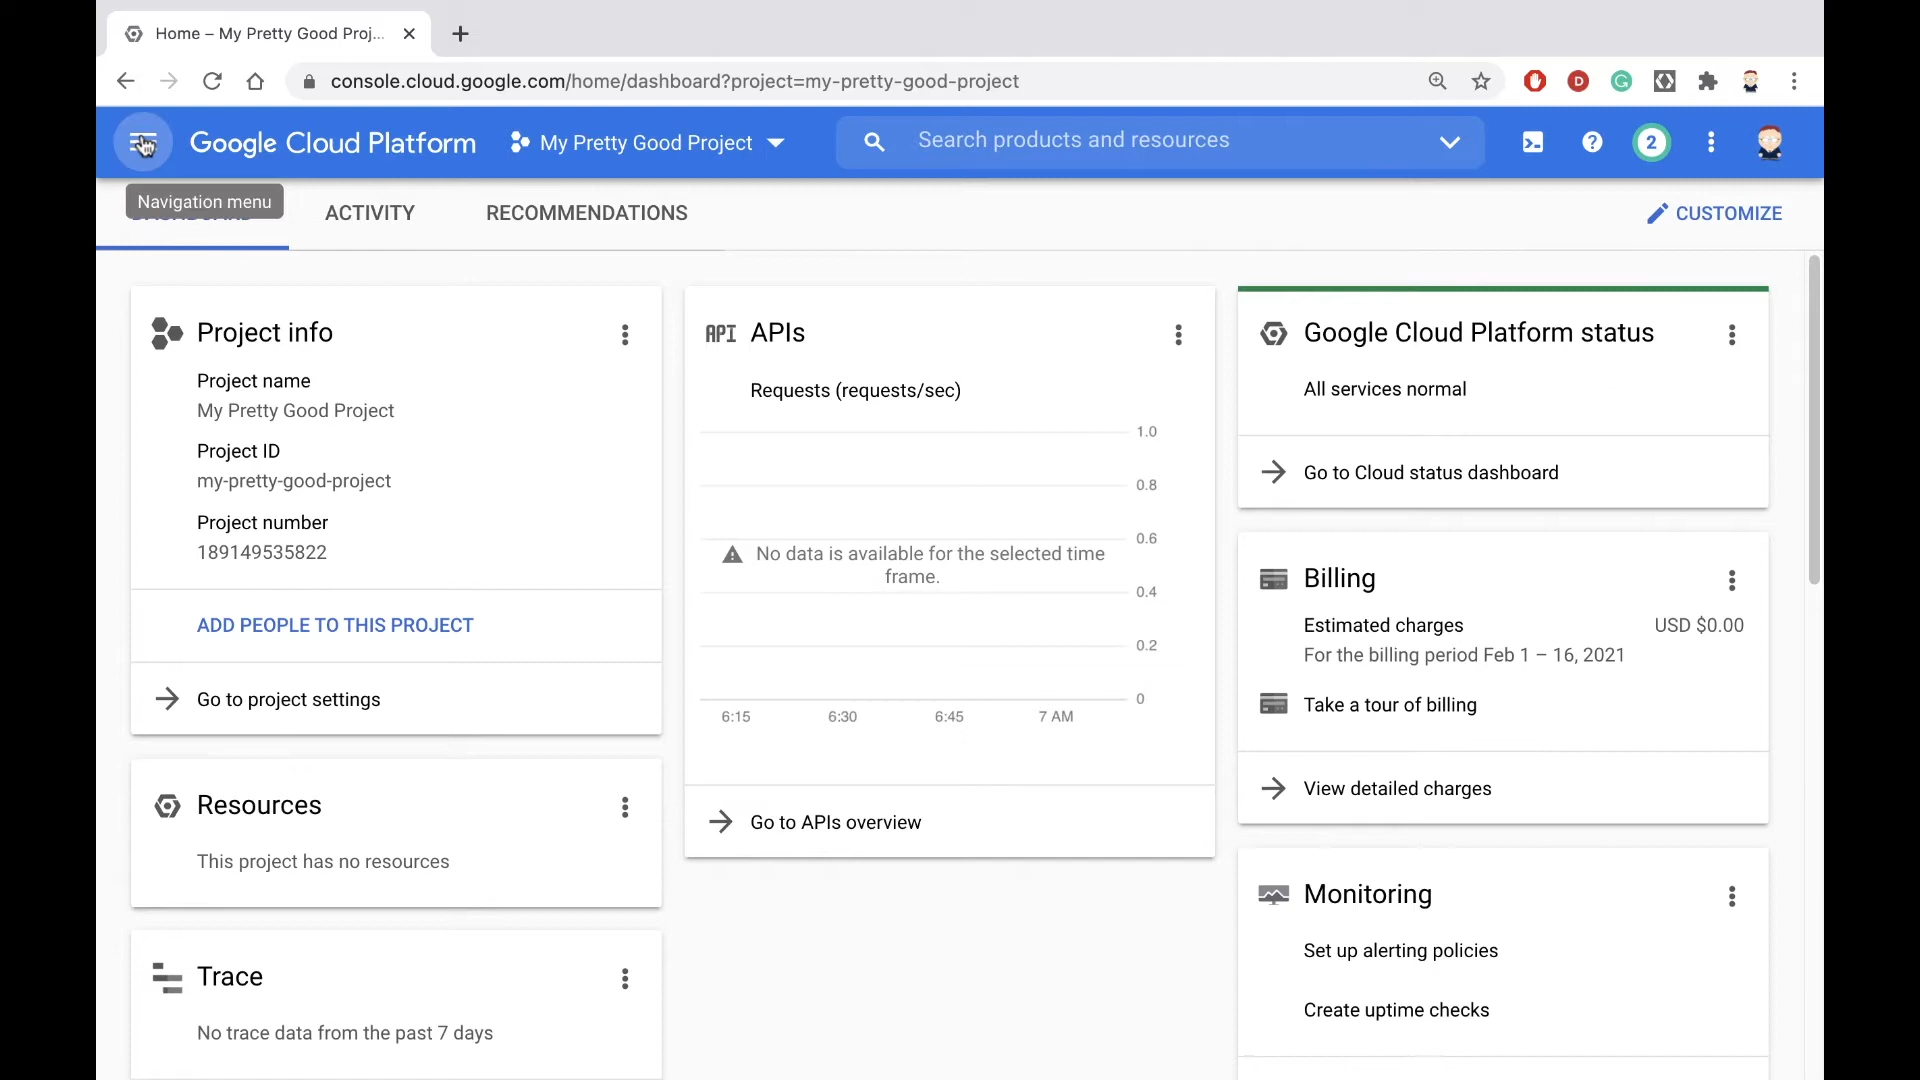 Home – My Pretty Good Proj...
console.cloud.google.com/home/dashboard?project=my-pretty-good-project
D
G
Google Cloud Platform
My Pretty Good Project
Search products and resources
?
2
Navigation menu
ACTIVITY
RECOMMENDATIONS
CUSTOMIZE
Project info
Project name
My Pretty Good Project
Project ID
my-pretty-good-project
Project number
189149535822
ADD PEOPLE TO THIS PROJECT
Go to project settings
Resources
This project has no resources
Trace
No trace data from the past 7 days
API APIs
Requests (requests/sec)
1.0
0.8
0.6
No data is available for the selected time
frame.
0.4
0.2
0
6:15 6:30 6:45 7 AM
Go to APIs overview
Google Cloud Platform status
All services normal
Go to Cloud status dashboard
Billing
Estimated charges USD $0.00
For the billing period Feb 1 – 16, 2021
Take a tour of billing
View detailed charges
Monitoring
Set up alerting policies
Create uptime checks